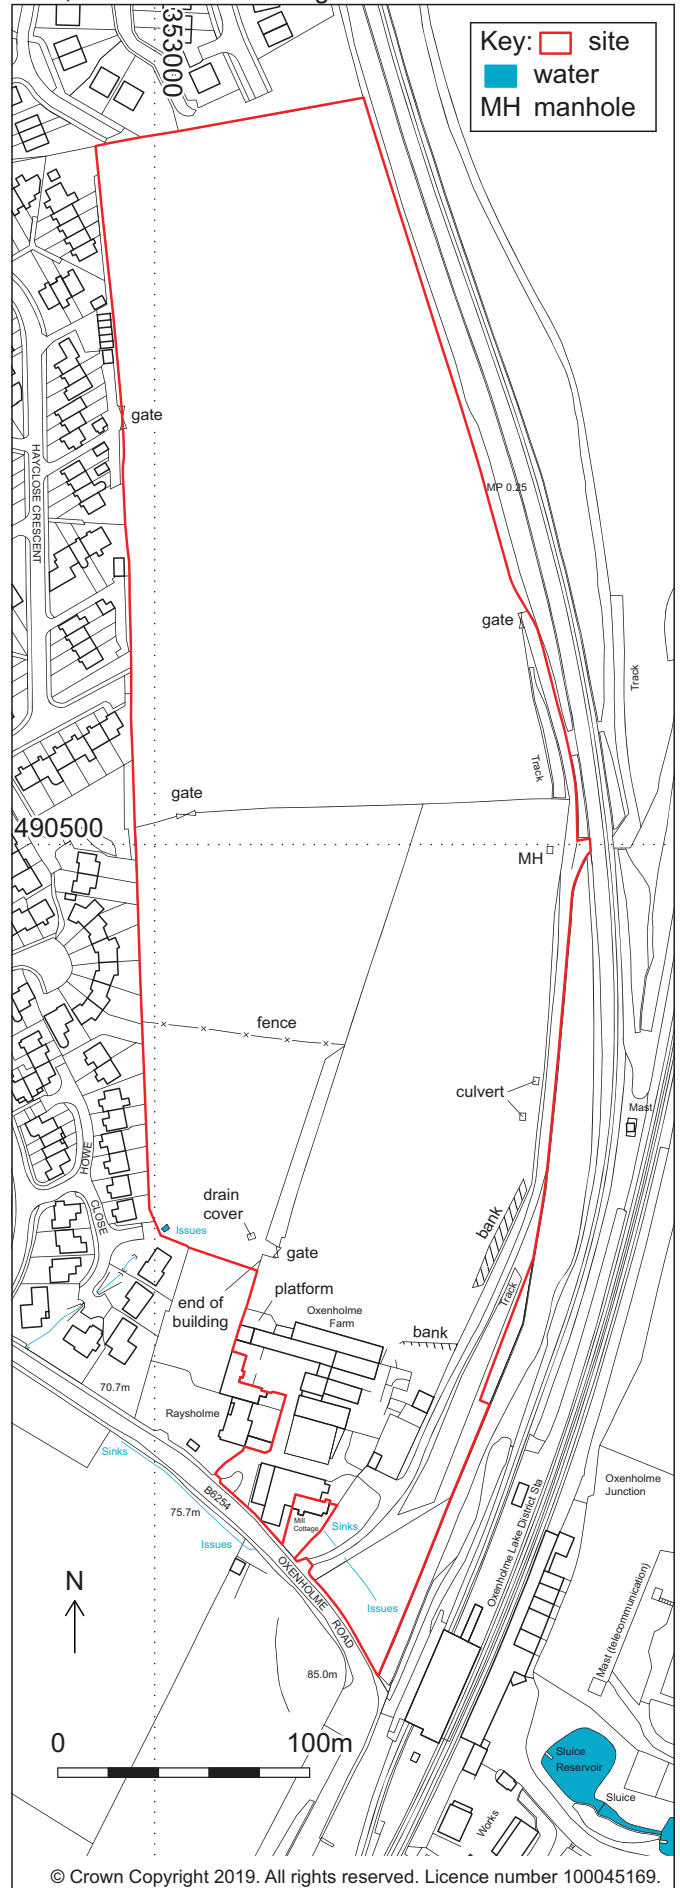 353000
Key: site
water
MH manhole
gate
HAYCLOSE CRESCENT
MP 0.25
gate
Track
Track
gate
490500
MH
fence
culvert
Mast
HOWE
CLOSE
drain
cover
Issues
bank
gate
end of
building
platform
Oxenholme
Farm
Track
bank
70.7m
Raysholme
Sinks
B6254
75.7m
Issues
Mill
Cottage
Sinks
OXENHOLME ROAD
Issues
Oxenholme Lake District Sta
Oxenholme
Junction
Mast (telecommunication)
N
85.0m
0 100m
Sluice
Reservoir
Sluice
Works
© Crown Copyright 2019. All rights reserved. Licence number 100045169.